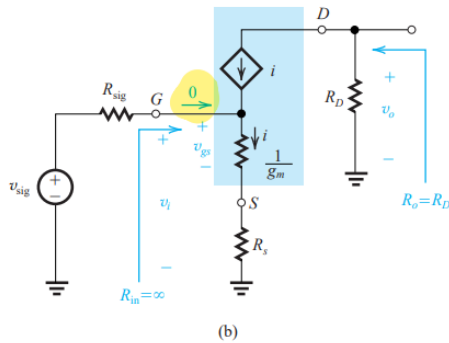 D
i
R_sig
G
0
R_D
+
v_o
−
+
v_gs
−
i
1
g_m
+
v_sig
+
−
v_i
S
R_o=R_D
R_s
−
R_in=∞
(b)